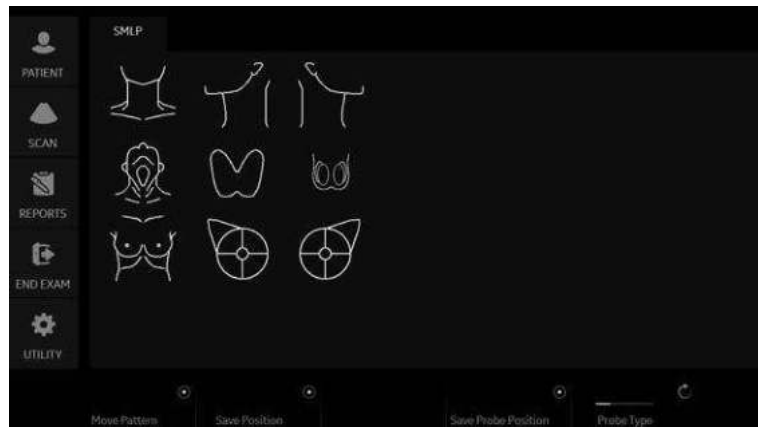 SMLP
PATIENT
SCAN
REPORTS
END EXAM
UTILITY
Move Pattern
Save Position
Save Probe Position
Probe Type